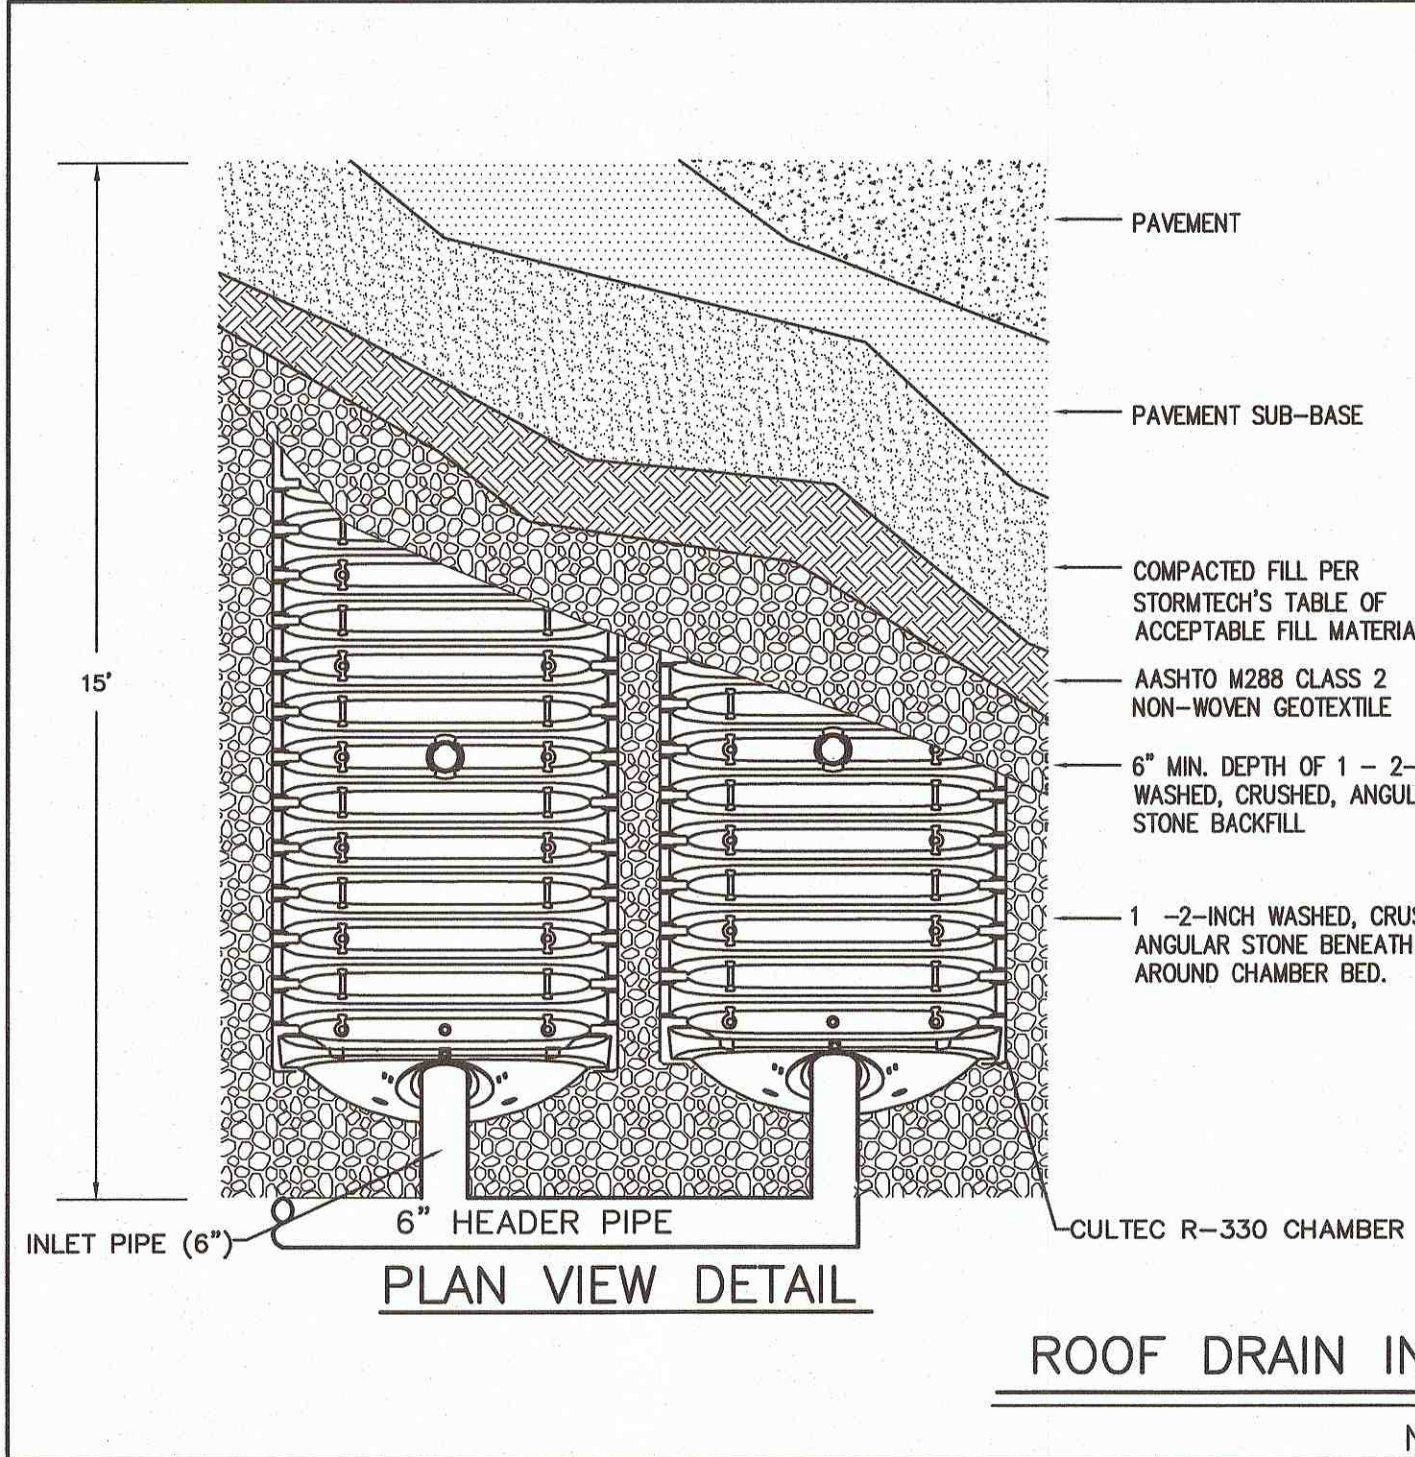 PAVEMENT
PAVEMENT SUB-BASE
COMPACTED FILL PER
STORMTECH'S TABLE OF
ACCEPTABLE FILL MATERIA
15'
AASHTO M288 CLASS 2
NON-WOVEN GEOTEXTILE
6" MIN. DEPTH OF 1 - 2-
WASHED, CRUSHED, ANGUL
STONE BACKFILL
1 -2-INCH WASHED, CRUS
ANGULAR STONE BENEATH
AROUND CHAMBER BED.
INLET PIPE (6")
6" HEADER PIPE
CULTEC R-330 CHAMBER
PLAN VIEW DETAIL
ROOF DRAIN IN
N